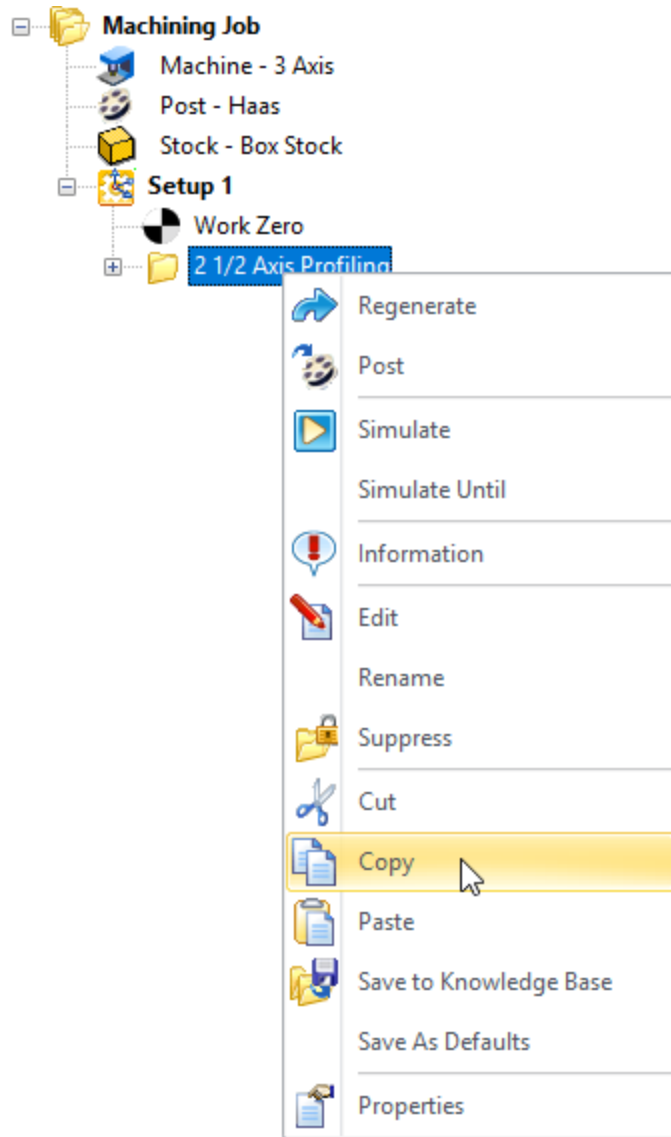 Machining Job
Machine - 3 Axis
Post - Haas
Stock - Box Stock
Setup 1
Work Zero
2 1/2 Axis Profiling
Regenerate
Post
Simulate
Simulate Until
Information
Edit
Rename
Suppress
Cut
Copy
Paste
Save to Knowledge Base
Save As Defaults
Properties